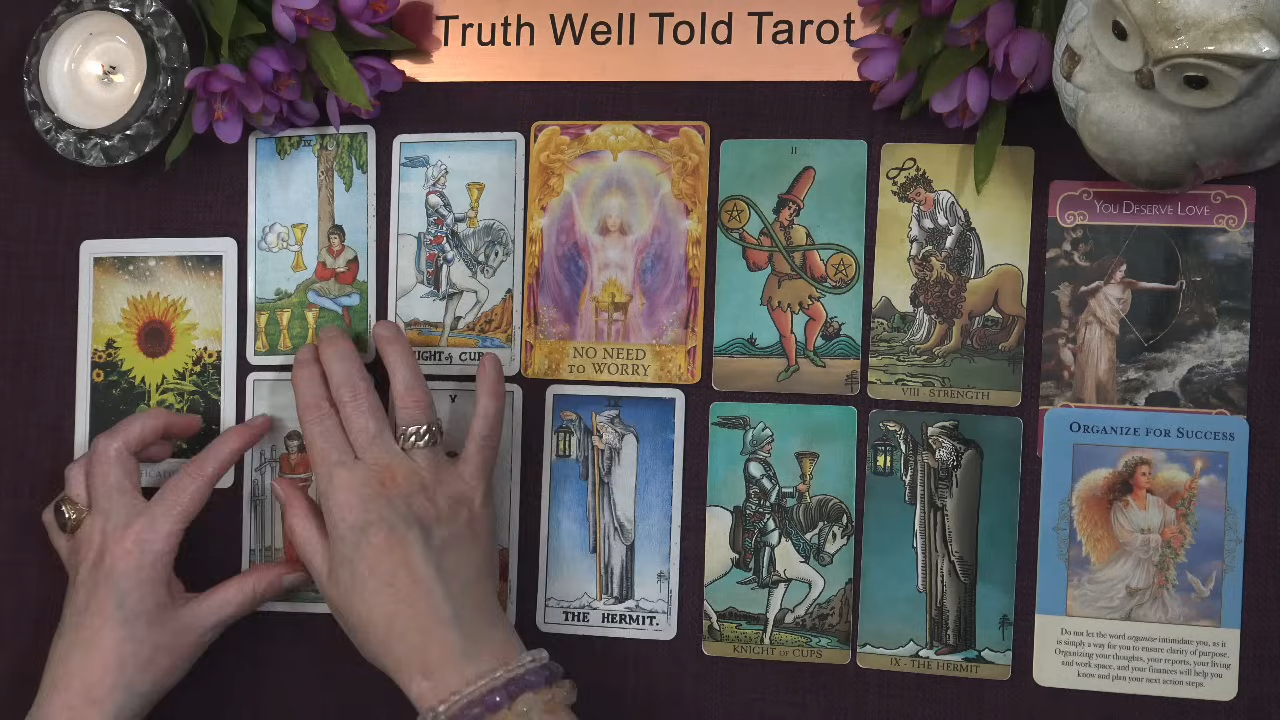 Truth Well Told Tarot
IV
KNIGHT of CUPS
NO NEED
TO WORRY
II
VIII - STRENGTH
YOU DESERVE LOVE
V
IX
THE HERMIT.
KNIGHT OF CUPS
IX - THE HERMIT
ORGANIZE FOR SUCCESS
Do not let the word organize intimidate you, as it
is simply a way for you to ensure clarity of purpose.
Organizing your thoughts, your reports, your living
and work space, and your finances will help you
know and plan your next action steps.